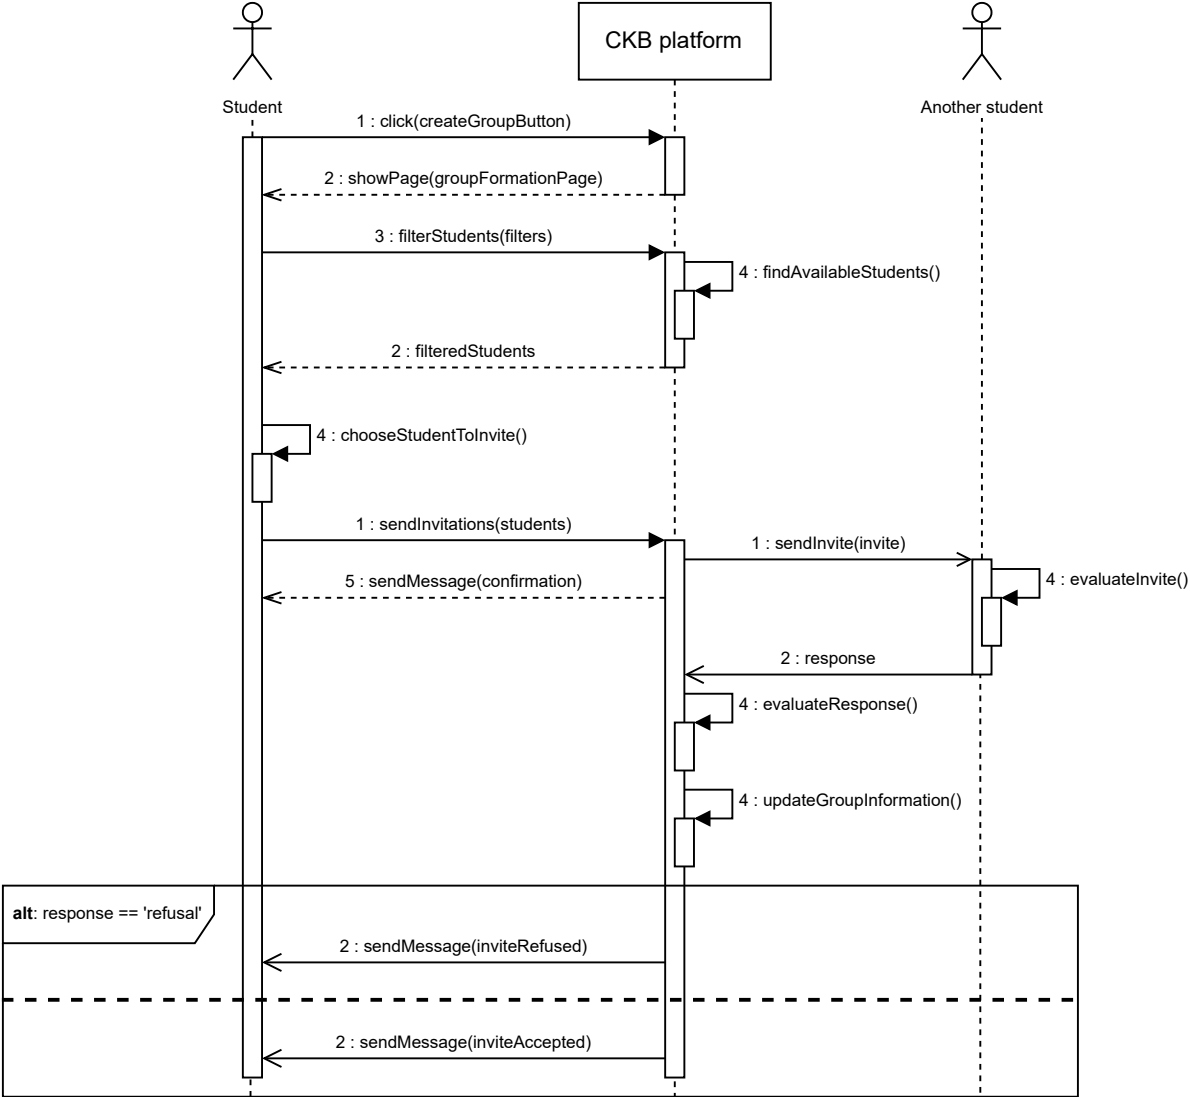 CKB platform
Student
Another student
1 : click(createGroupButton)
2 : showPage(groupFormationPage)
3 : filterStudents(filters)
4 : findAvailableStudents()
2 : filteredStudents
4 : chooseStudentToInvite()
1 : sendInvitations(students)
1 : sendInvite(invite)
5 : sendMessage(confirmation)
4 : evaluateInvite()
2 : response
4 : evaluateResponse()
4 : updateGroupInformation()
alt: response == 'refusal'
2 : sendMessage(inviteRefused)
2 : sendMessage(inviteAccepted)